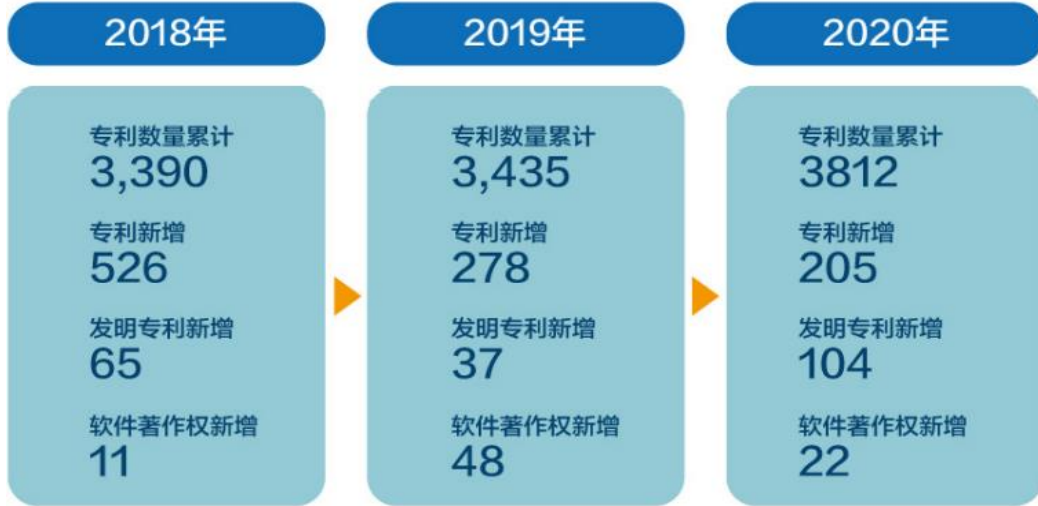 2018年
专利数量累计
3,390
专利新增
526
发明专利新增
65
软件著作权新增
11
2019年
专利数量累计
3,435
专利新增
278
发明专利新增
37
软件著作权新增
48
2020年
专利数量累计
3812
专利新增
205
发明专利新增
104
软件著作权新增
22